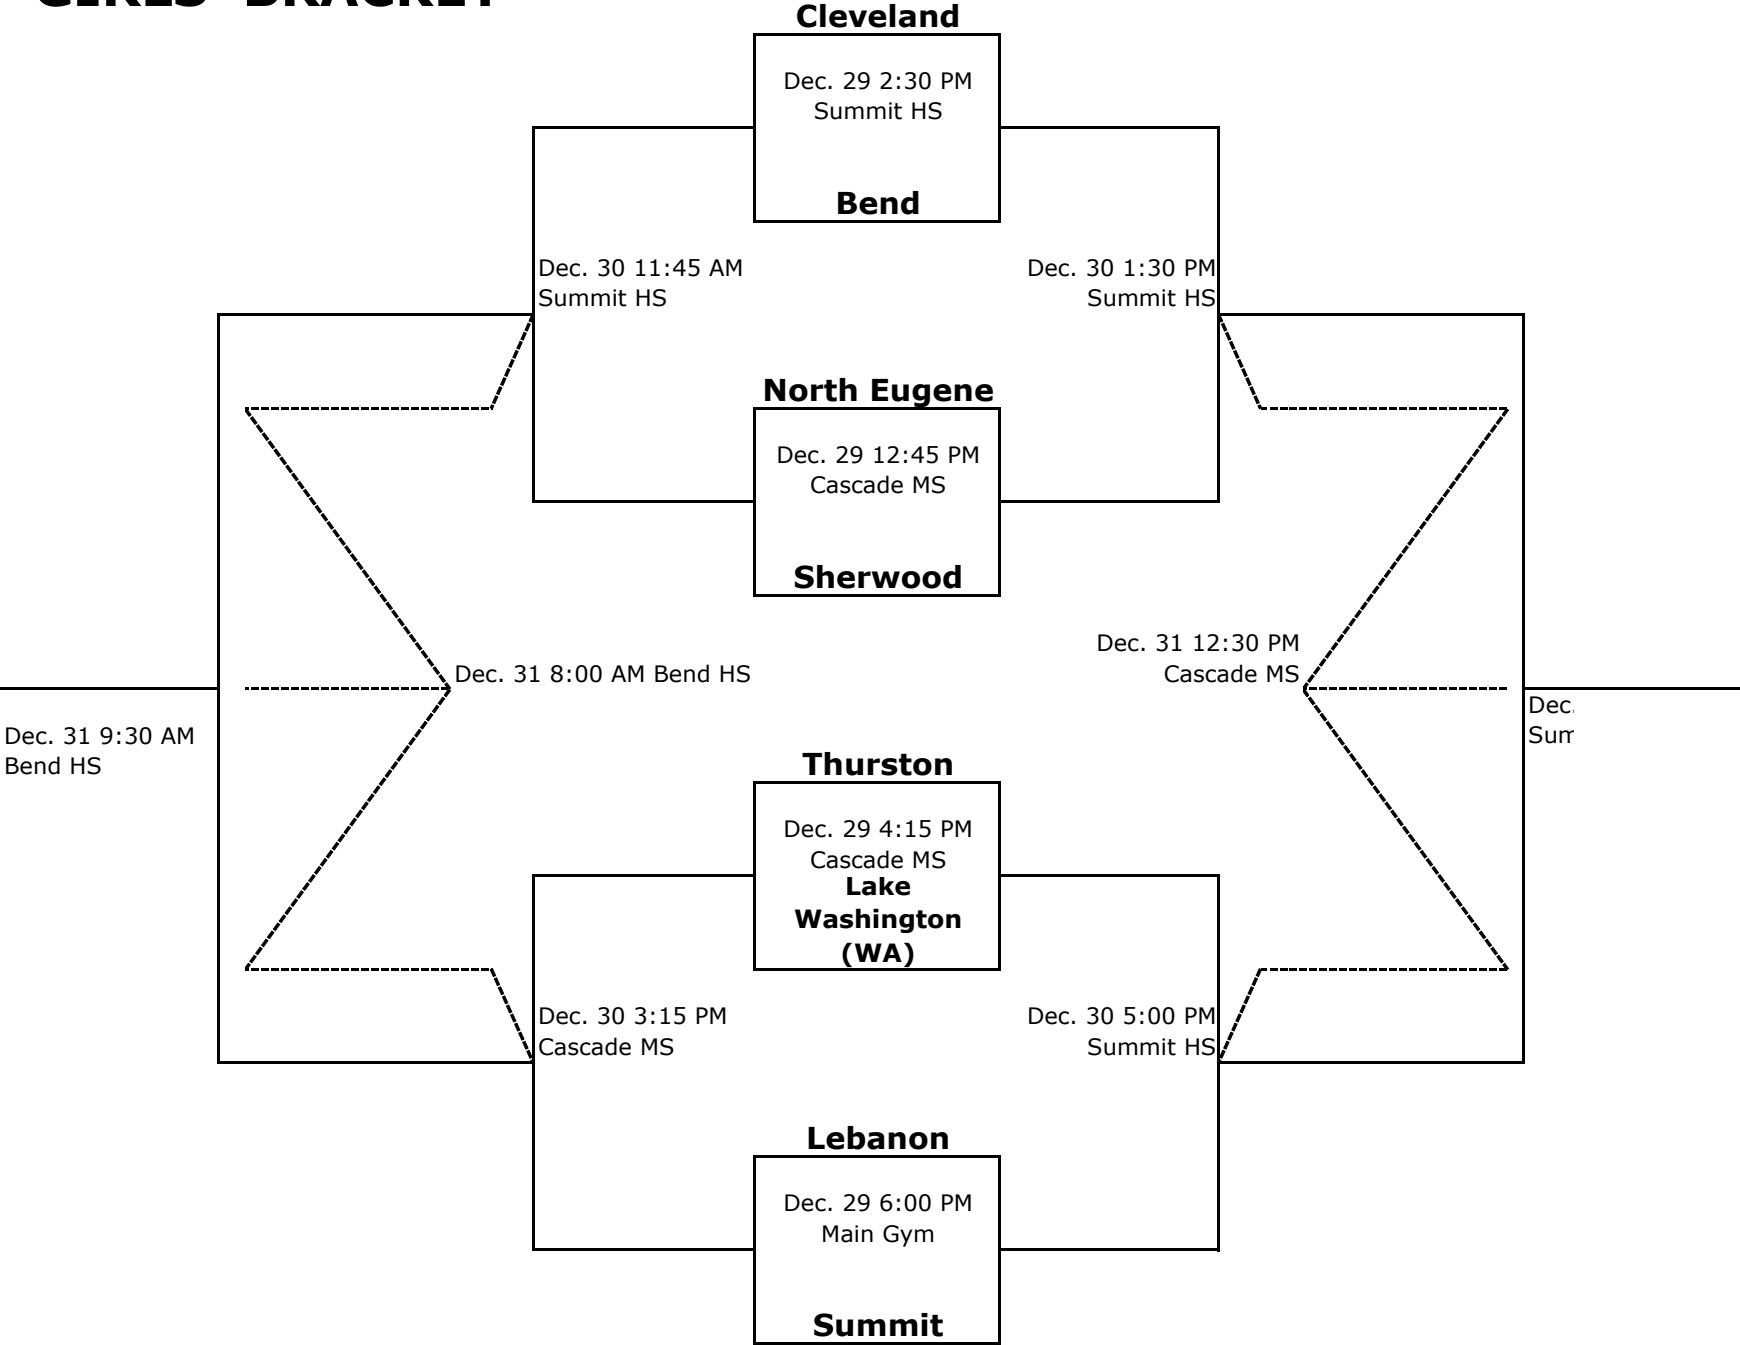 GIRLS' BRACKET
Cleveland
Dec. 29 2:30 PM
Summit HS
Bend
Dec. 30 11:45 AM
Summit HS
Dec. 30 1:30 PM
Summit HS
North Eugene
Dec. 29 12:45 PM
Cascade MS
Sherwood
Dec. 31 8:00 AM Bend HS
Dec. 31 12:30 PM
Cascade MS
Dec. 31 9:30 AM
Bend HS
Dec.
Thurston
Dec. 29 4:15 PM
Cascade MS
Lake
Washington
(WA)
Dec. 30 3:15 PM
Cascade MS
Dec. 30 5:00 PM
Summit HS
Lebanon
Dec. 29 6:00 PM
Main Gym
Summit